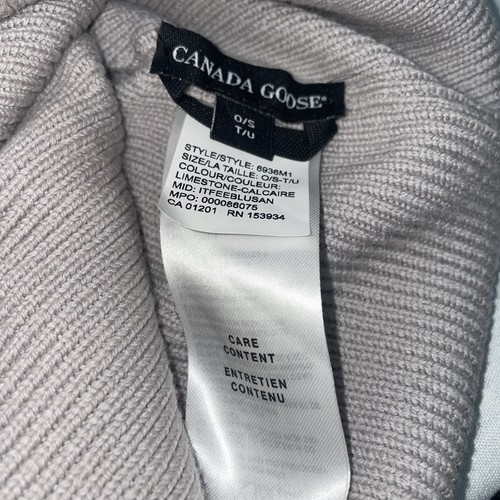 CANADA GOOSE®
O/S
T/U
STYLE/STYLE: 6936M1
SIZE/LA TAILLE: O/S-T/U
COLOUR/COULEUR:
LIMESTONE-CALCAIRE
MID: ITFEEBLUSAN
MPO: 000086075
CA 01201 RN 153934
CARE
CONTENT
ENTRETIEN
CONTENU